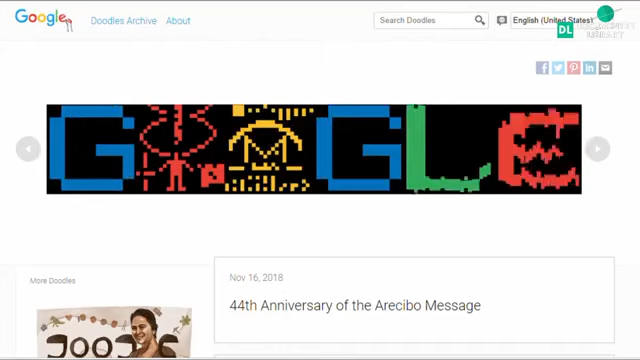 Google
Doodles Archive
About
Search Doodles
English (United States)
DL
GOOGLE
Nov 16, 2018
44th Anniversary of the Arecibo Message
More Doodles